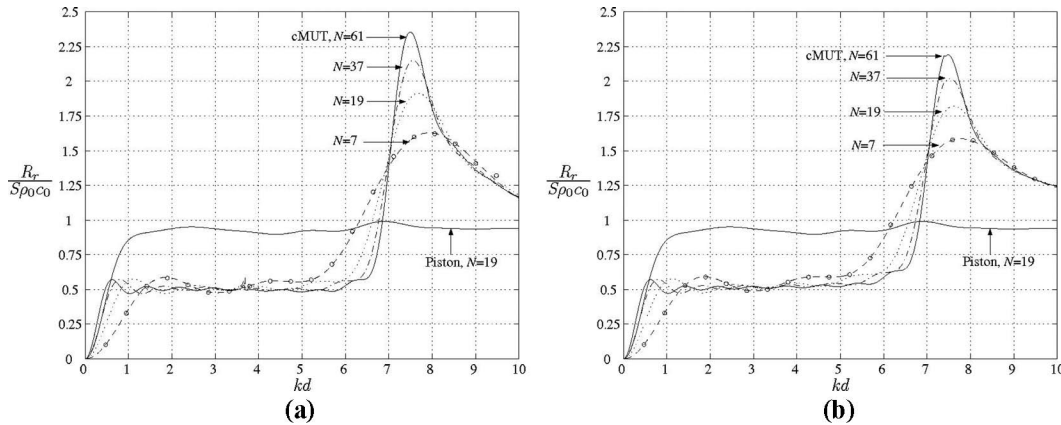 2.5
2.25
2
1.75
1.5
1.25
1
0.75
0.5
0.25
0
R_r
Sρ₀c₀
cMUT, N=61
N=37
N=19
N=7
Piston, N=19
0 1 2 3 4 5 6 7 8 9 10
kd
(a)
2.5
2.25
2
1.75
1.5
1.25
1
0.75
0.5
0.25
0
R_r
Sρ₀c₀
cMUT, N=61
N=37
N=19
N=7
Piston, N=19
0 1 2 3 4 5 6 7 8 9 10
kd
(b)